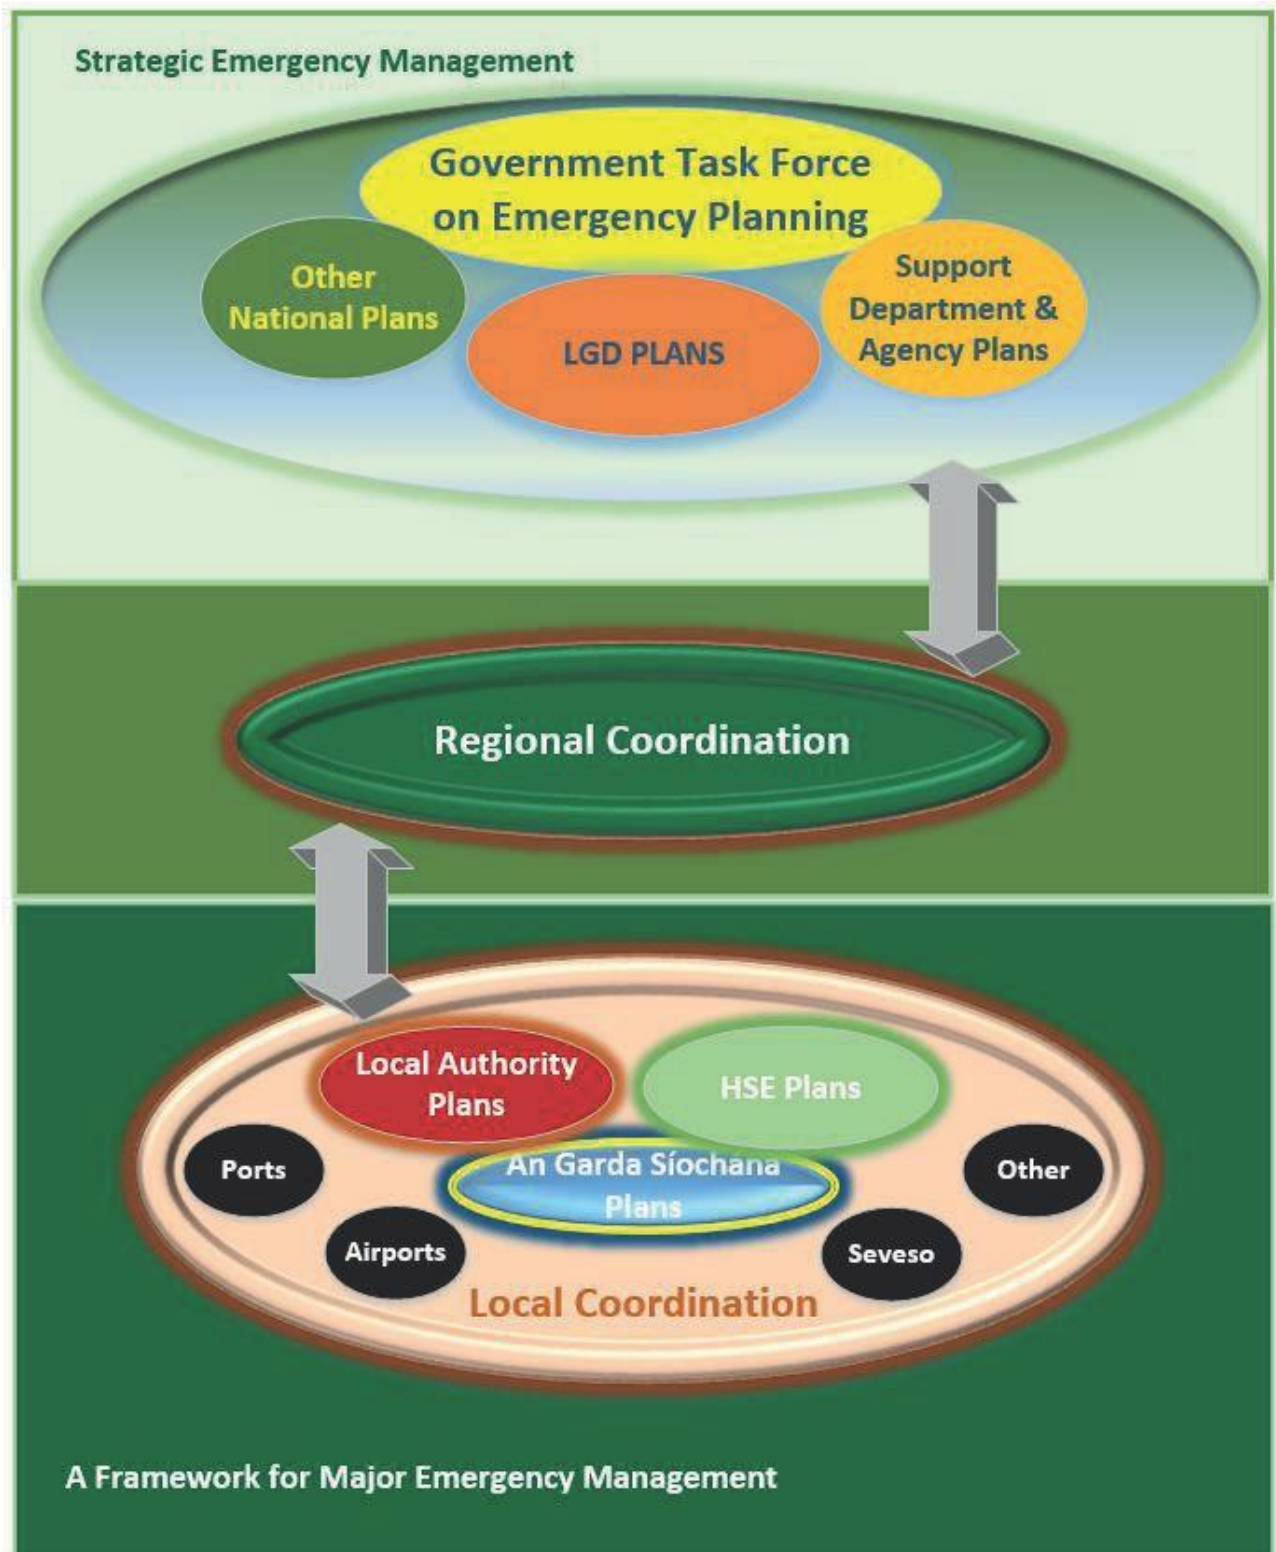 Strategic Emergency Management
Government Task Force
on Emergency Planning
Other
National Plans
Support
Department &
Agency Plans
LGD PLANS
Regional Coordination
Local Authority
Plans
HSE Plans
An Garda Síochána
Plans
Ports
Other
Airports
Seveso
Local Coordination
A Framework for Major Emergency Management